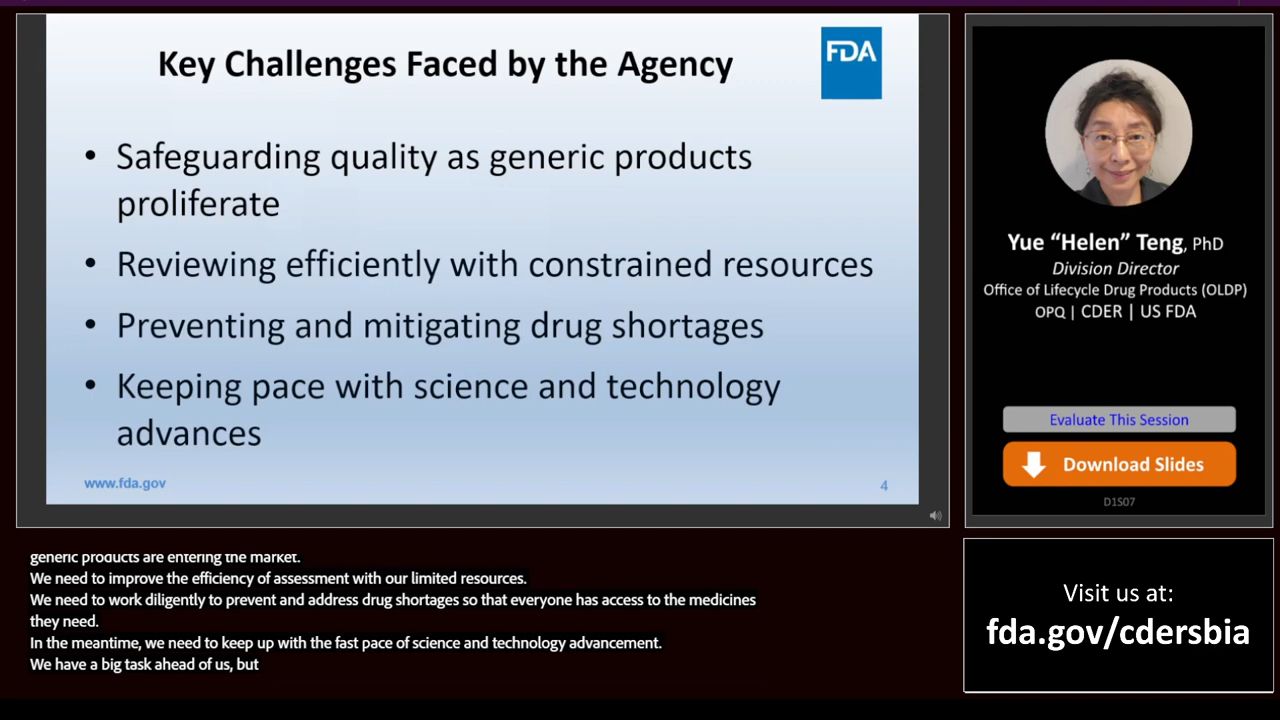 Key Challenges Faced by the Agency
FDA
• Safeguarding quality as generic products
proliferate
• Reviewing efficiently with constrained resources
• Preventing and mitigating drug shortages
• Keeping pace with science and technology
advances
www.fda.gov
4
Yue “Helen” Teng, PhD
Division Director
Office of Lifecycle Drug Products (OLDP)
OPQ | CDER | US FDA
Evaluate This Session
Download Slides
D1S07
generic products are entering the market.
We need to improve the efficiency of assessment with our limited resources.
We need to work diligently to prevent and address drug shortages so that everyone has access to the medicines
they need.
In the meantime, we need to keep up with the fast pace of science and technology advancement.
We have a big task ahead of us, but
Visit us at:
fda.gov/cdersbia